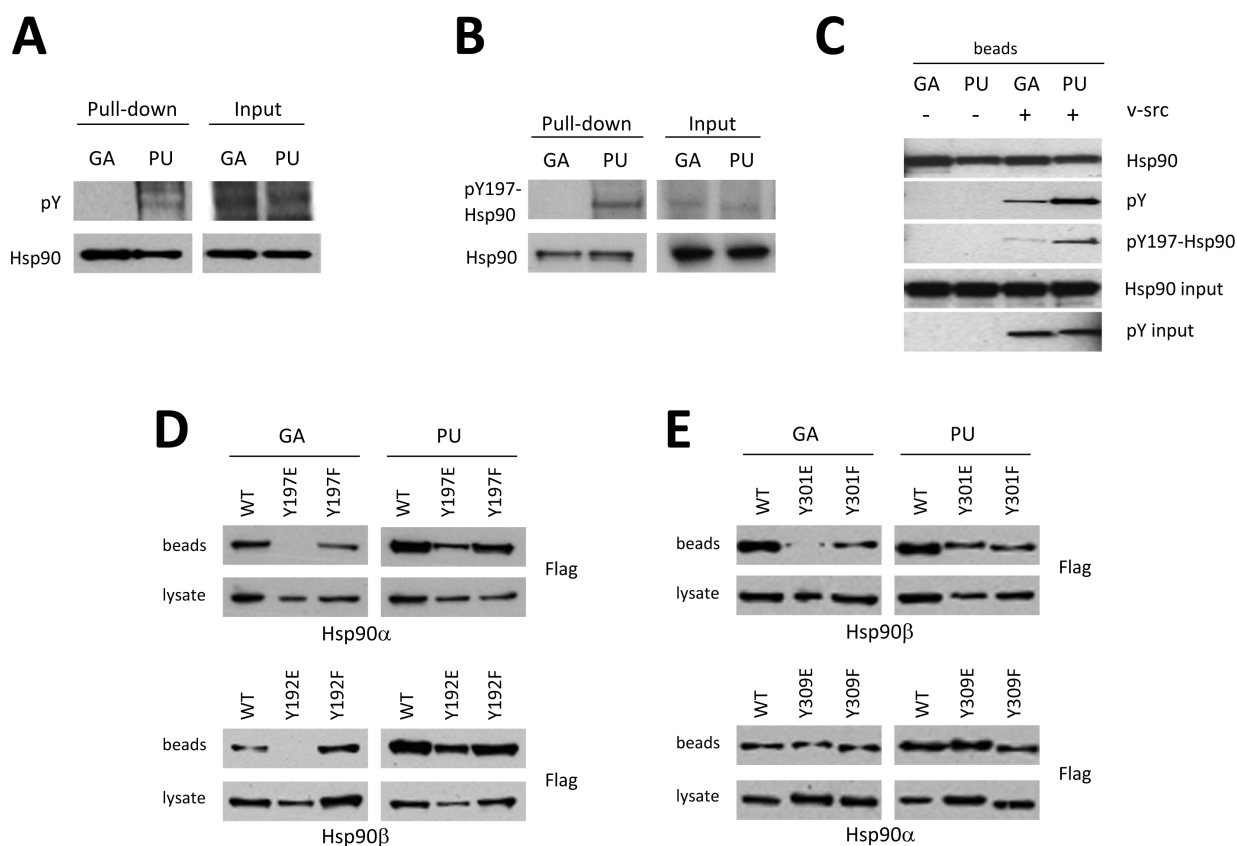 A
Pull-down Input
GA PU GA PU
pY
Hsp90
B
Pull-down Input
GA PU GA PU
pY197-
Hsp90
Hsp90
C
beads
GA PU GA PU
- - + + v-src
Hsp90
pY
pY197-Hsp90
Hsp90 input
pY input
D
GA PU
WT Y197E Y197F WT Y197E Y197F
beads
Flag
lysate
Hsp90α
WT Y192E Y192F WT Y192E Y192F
beads
Flag
lysate
Hsp90β
E
GA PU
WT Y301E Y301F WT Y301E Y301F
beads
Flag
lysate
Hsp90β
WT Y309E Y309F WT Y309E Y309F
beads
Flag
lysate
Hsp90α